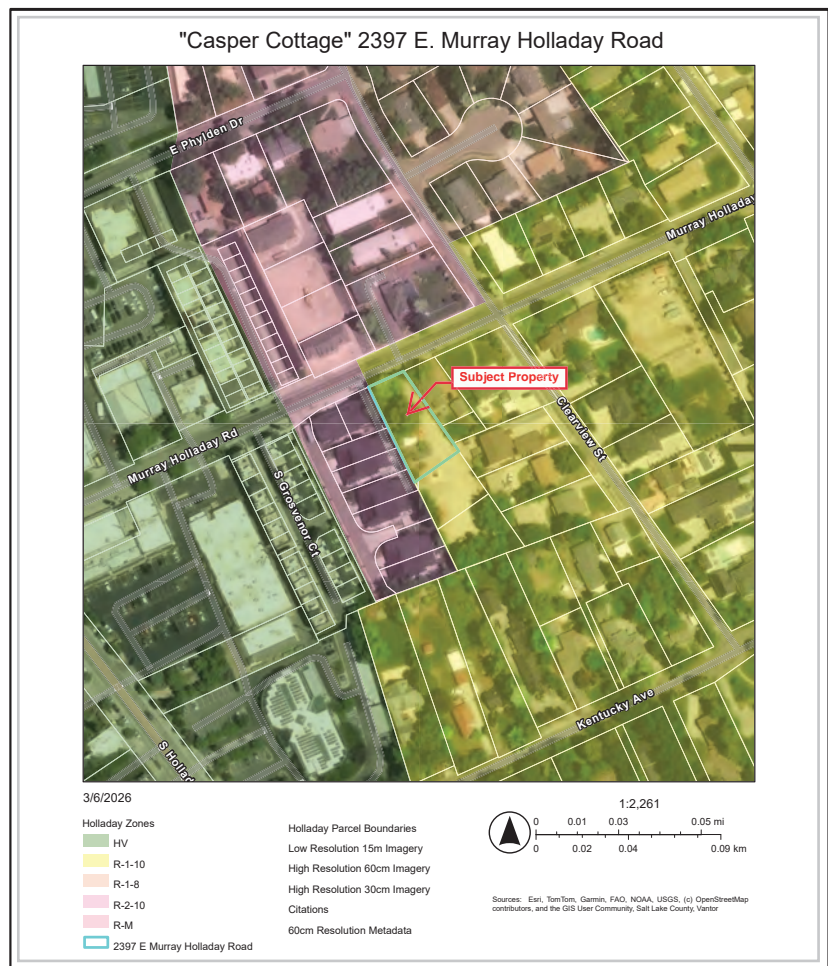 "Casper Cottage" 2397 E. Murray Holladay Road
E Phylden Dr
Murray Holladay
Subject Property
Clearview St
Murray Holladay Rd
S Grosvenor Ct
Kentucky Ave
S Hollad
3/6/2026
Holladay Zones
HV
R-1-10
R-1-8
R-2-10
R-M
2397 E Murray Holladay Road
Holladay Parcel Boundaries
Low Resolution 15m Imagery
High Resolution 60cm Imagery
High Resolution 30cm Imagery
Citations
60cm Resolution Metadata
1:2,261
0 0.01 0.03 0.05 mi
0 0.02 0.04 0.09 km
Sources: Esri, TomTom, Garmin, FAO, NOAA, USGS, (c) OpenStreetMap
contributors, and the GIS User Community, Salt Lake County, Vantor